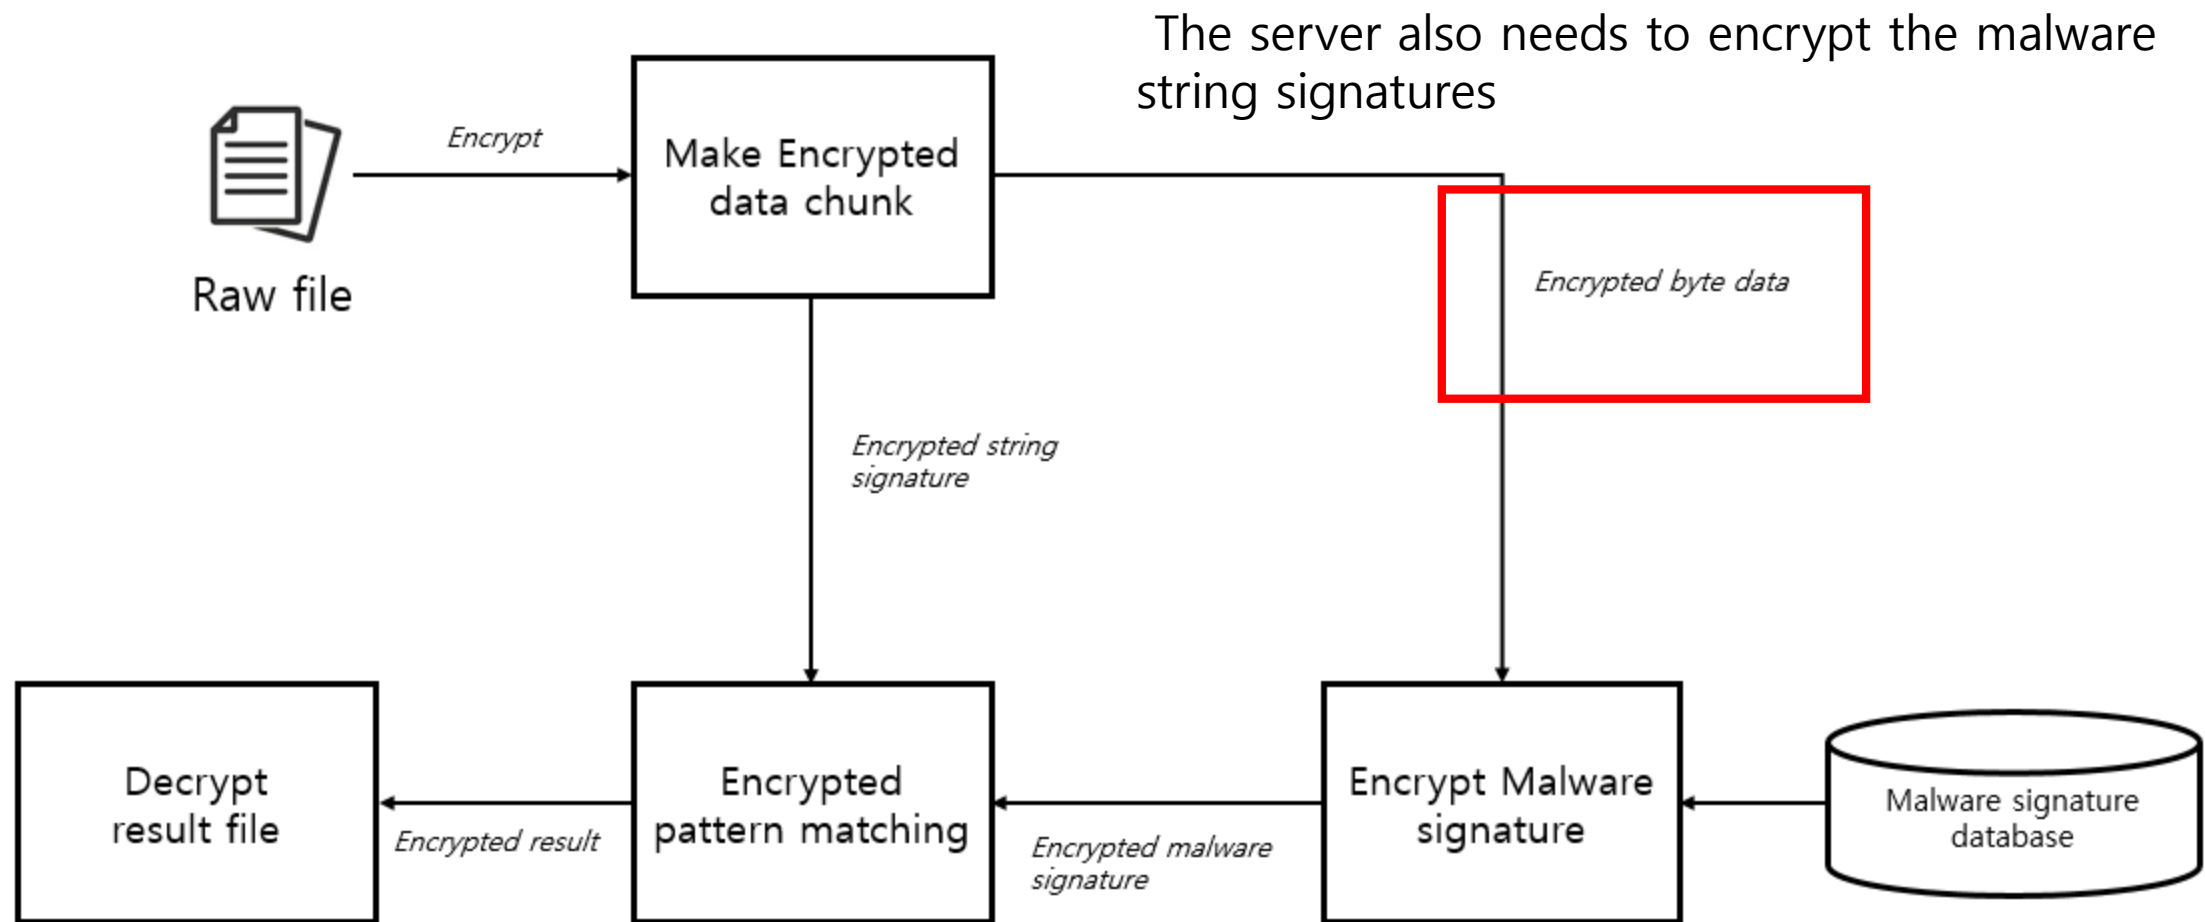 The server also needs to encrypt the malware
string signatures
Encrypt
Make Encrypted
data chunk
Raw file
Encrypted byte data
Encrypted string
signature
Decrypt
result file
Encrypted result
Encrypted
pattern matching
Encrypted malware
signature
Encrypt Malware
signature
Malware signature
database